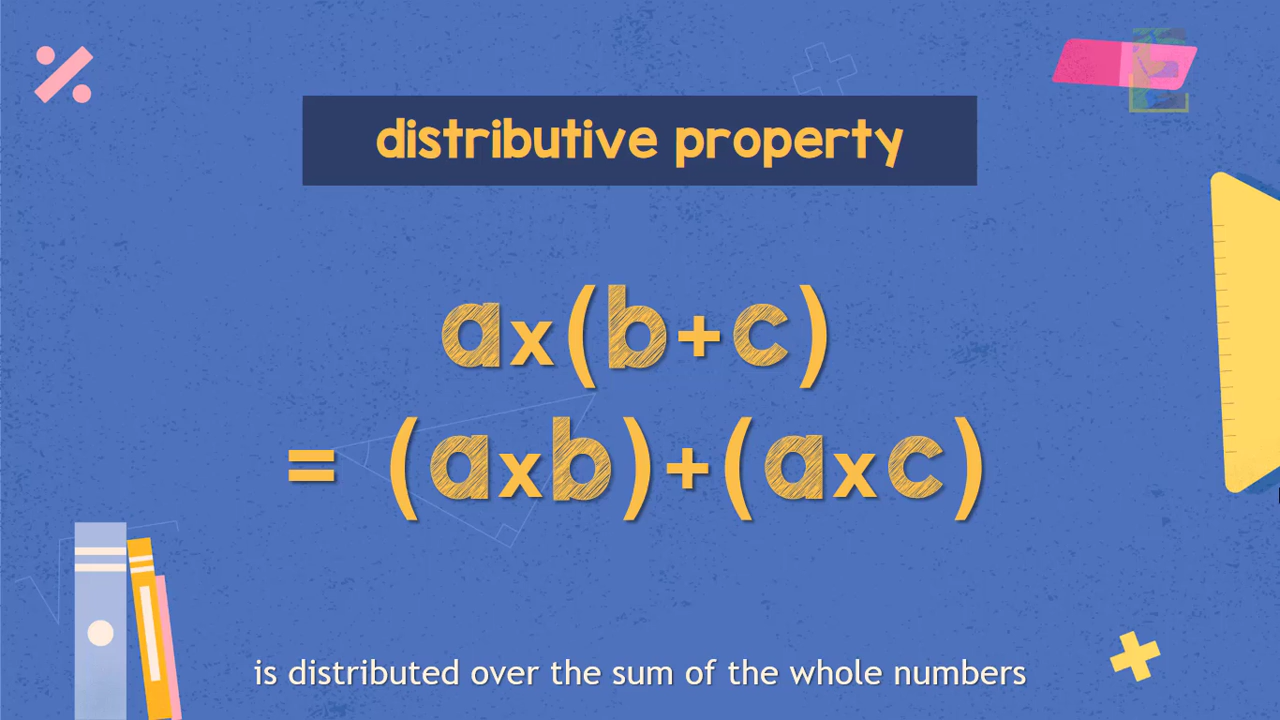 distributive property
ax(b+c)
= (axb)+(axc)
is distributed over the sum of the whole numbers